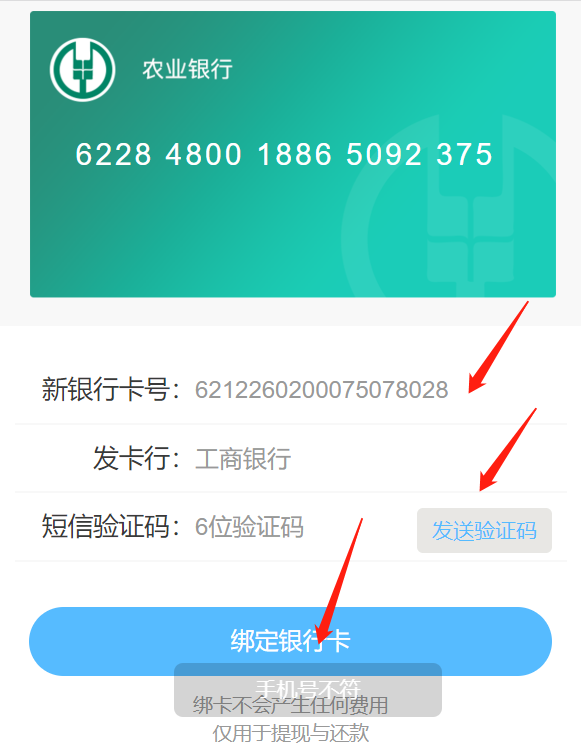 农业银行
6228 4800 1886 5092 375
新银行卡号：6212260200075078028
发卡行：工商银行
短信验证码：6位验证码 发送验证码
绑定银行卡
手机号不符
绑卡不会产生任何费用
仅用于提现与还款